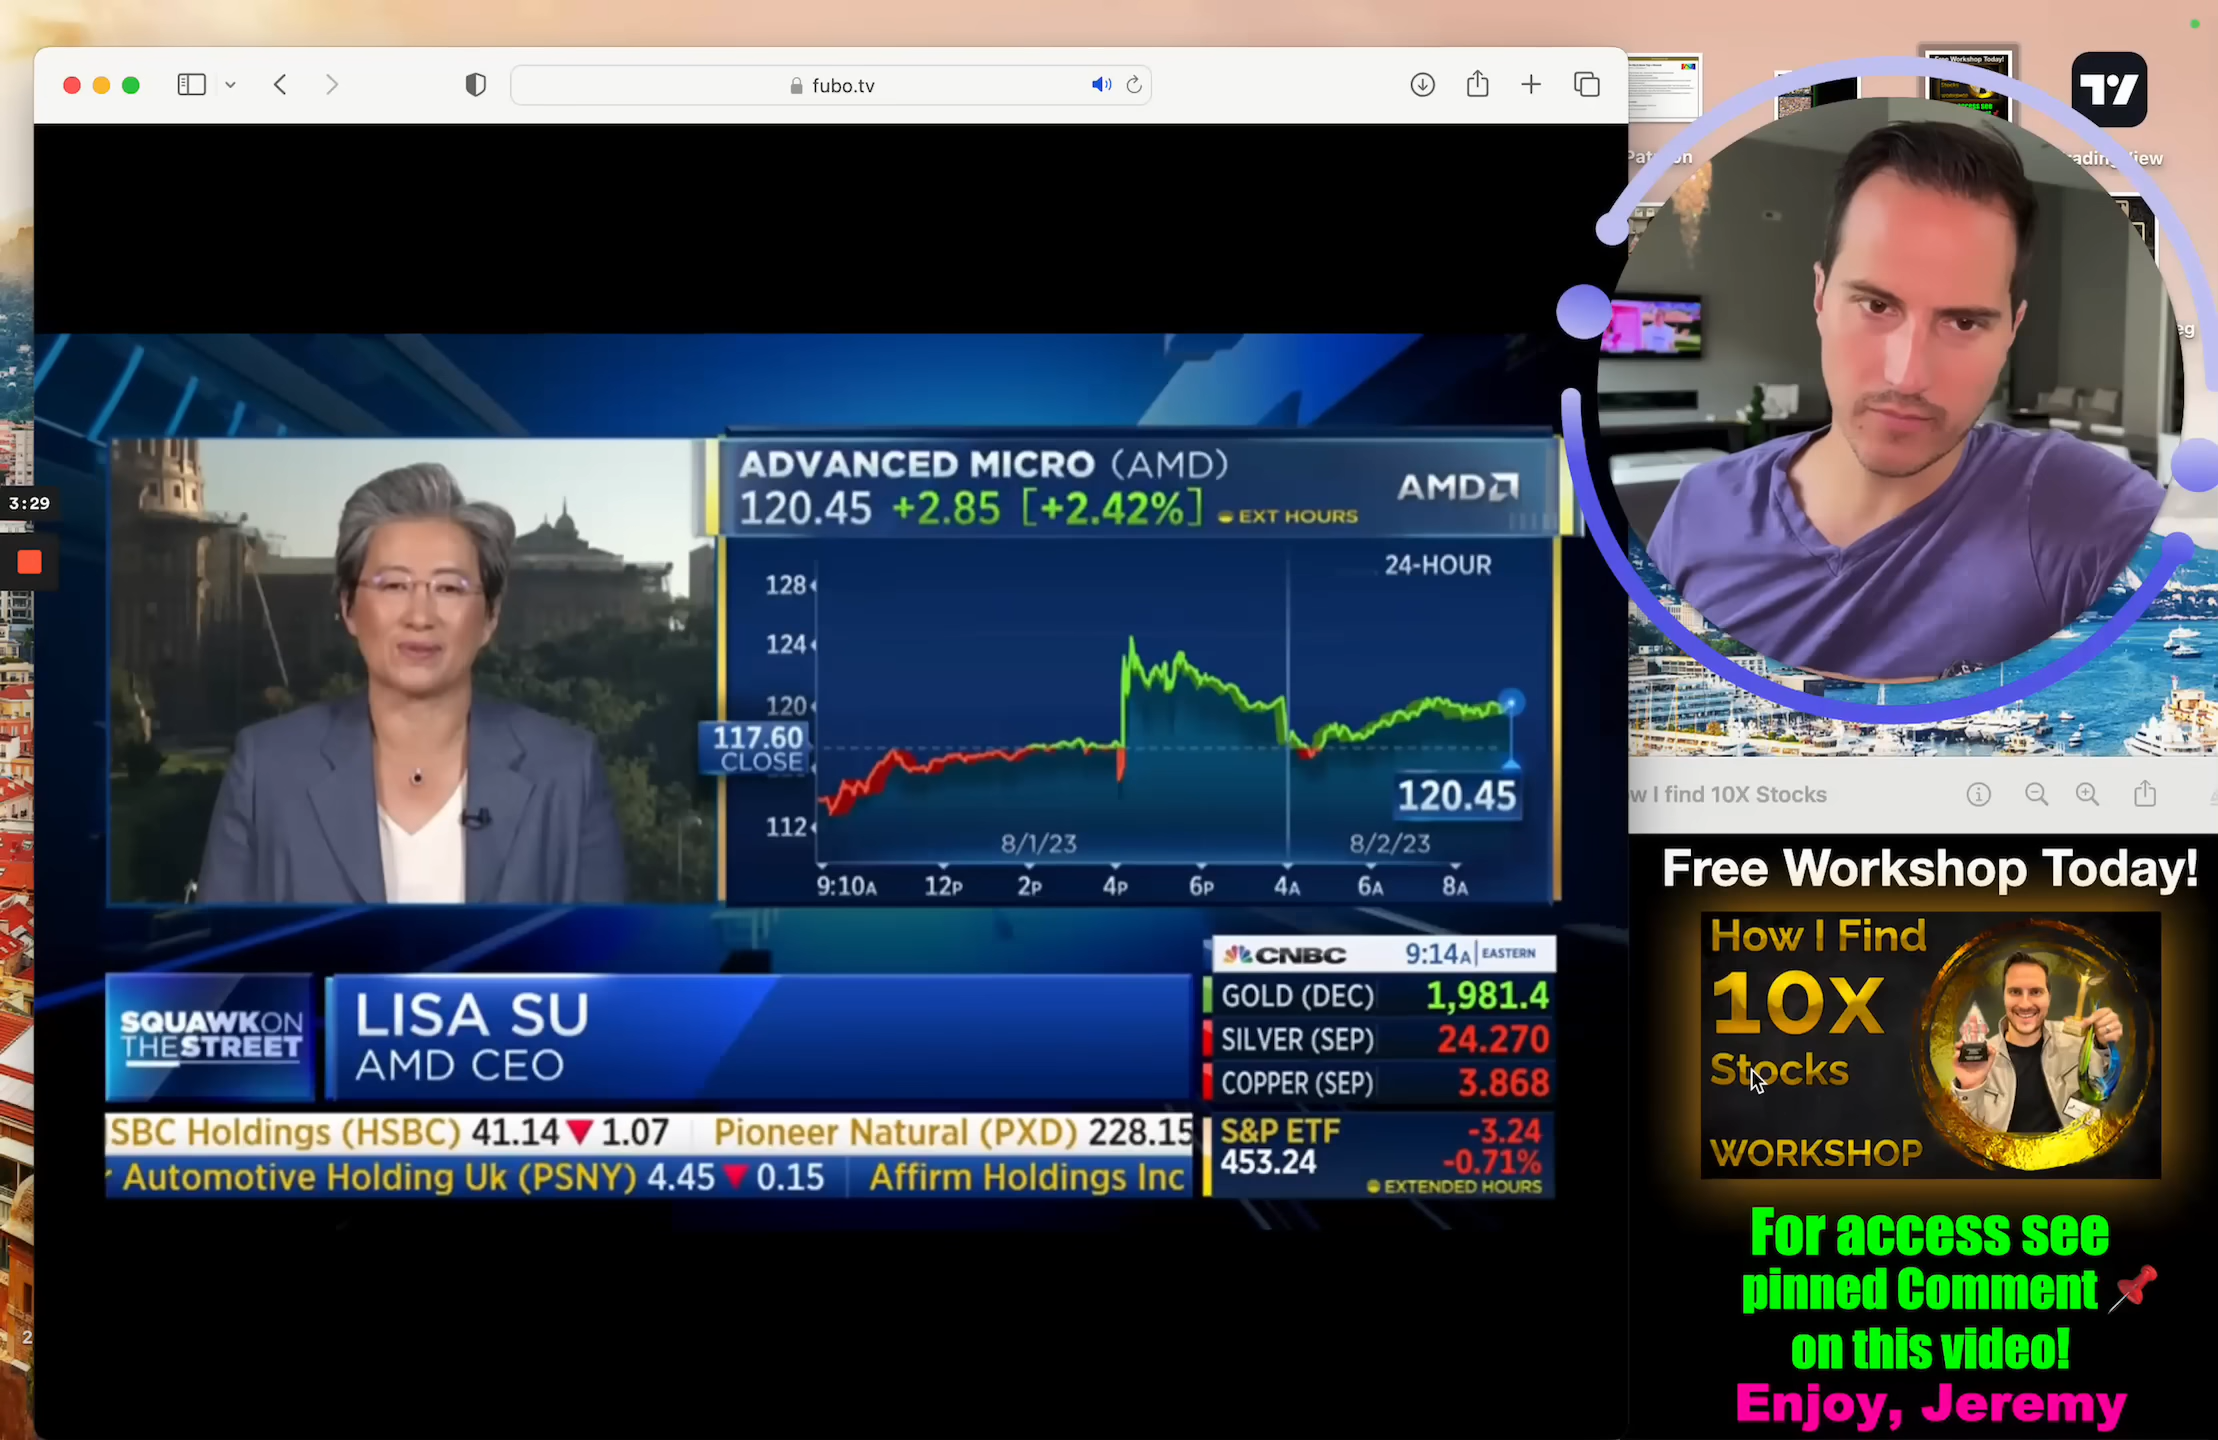 fubo.tv
ading View
eg
3:29
ADVANCED MICRO (AMD)
120.45 +2.85 [+2.42%] EXT HOURS
AMD
24-HOUR
128
124
120
117.60
CLOSE
112
120.45
8/1/23
8/2/23
9:10A 12P 2P 4P 6P 4A 6A 8A
SQUAWK ON
THE STREET
LISA SU
AMD CEO
CNBC 9:14A EASTERN
GOLD (DEC) 1,981.4
SILVER (SEP) 24.270
COPPER (SEP) 3.868
S&P ETF -3.24
453.24 -0.71%
EXTENDED HOURS
SBC Holdings (HSBC) 41.14 ▼ 1.07 Pioneer Natural (PXD) 228.15
r Automotive Holding Uk (PSNY) 4.45 ▼ 0.15 Affirm Holdings Inc
w I find 10X Stocks
Free Workshop Today!
How I Find
10X
Stocks
WORKSHOP
For access see
pinned Comment 📌
on this video!
Enjoy, Jeremy
2